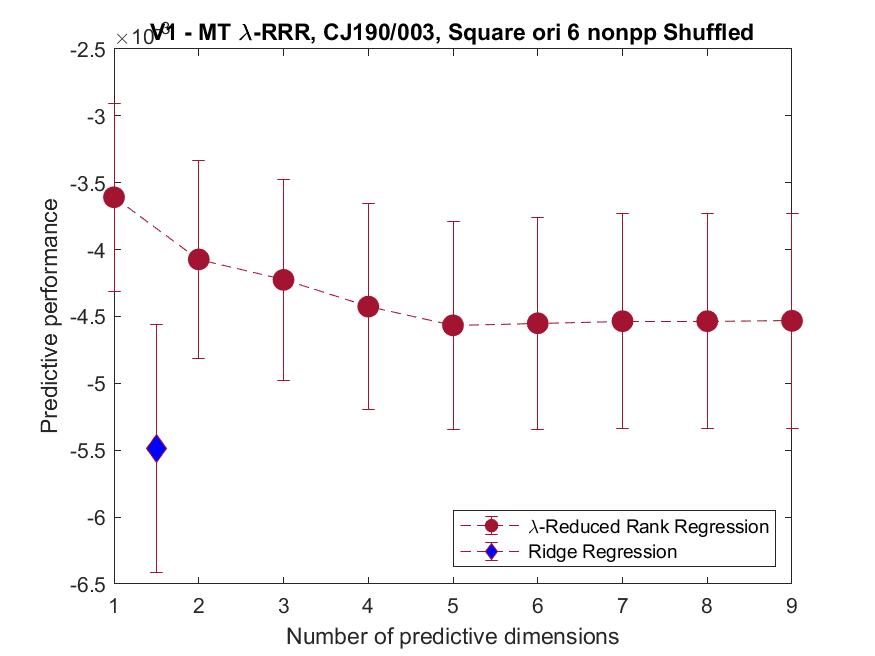 ×10-3
V1 - MT λ-RRR, CJ190/003, Square ori 6 nonpp Shuffled
-2.5
-3
-3.5
-4
-4.5
-5
-5.5
-6
-6.5
Predictive performance
1 2 3 4 5 6 7 8 9
Number of predictive dimensions
λ-Reduced Rank Regression
Ridge Regression